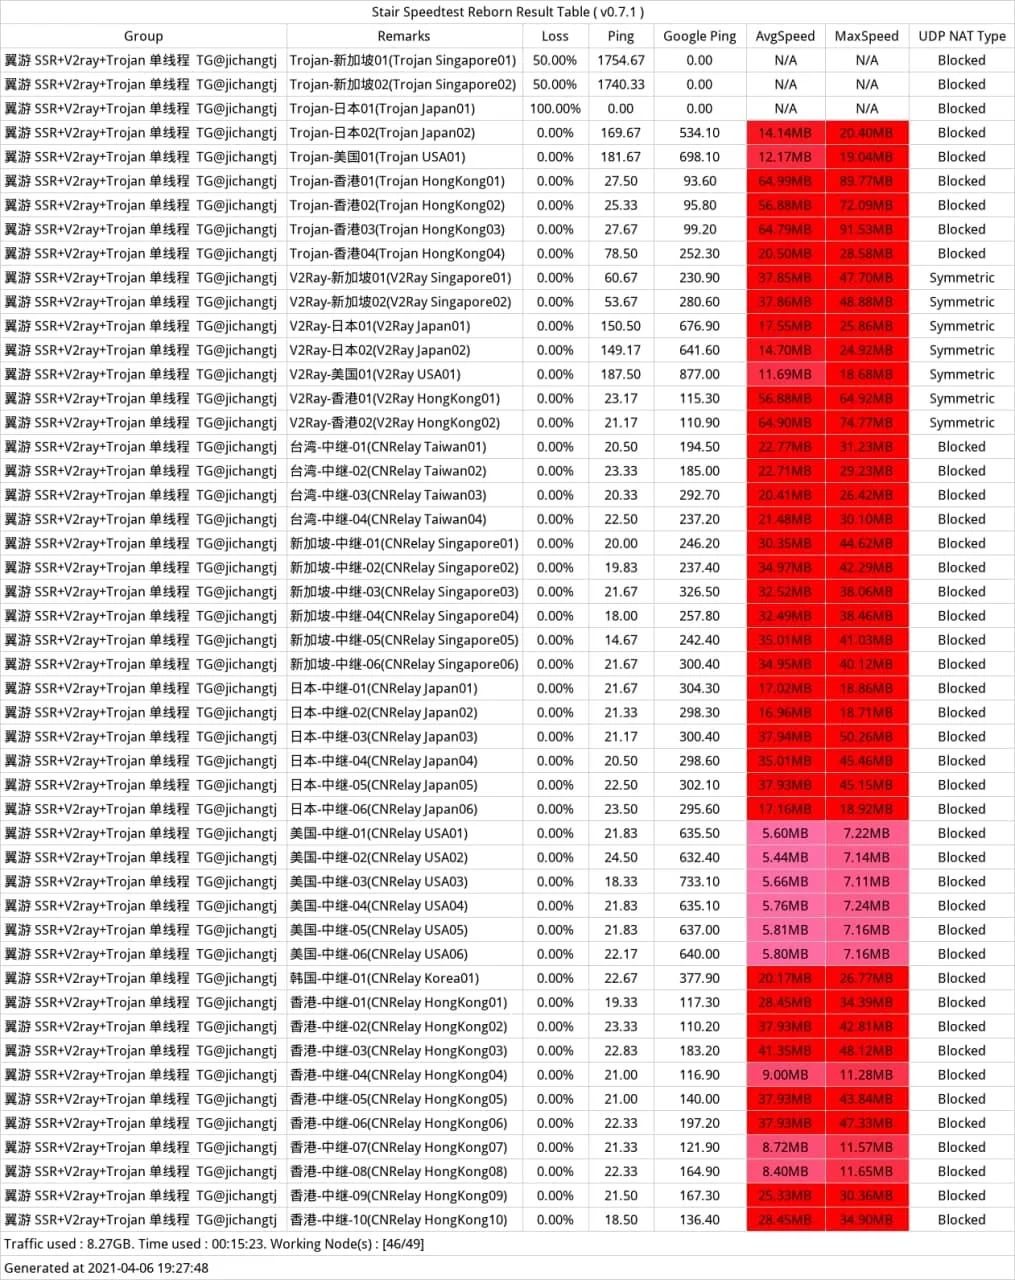 Stair Speedtest Reborn Result Table ( v0.7.1 )
Group Remarks Loss Ping Google Ping AvgSpeed MaxSpeed UDP NAT Type
翼游 SSR+V2ray+Trojan 单线程 TG@jichangtj Trojan-新加坡01(Trojan Singapore01) 50.00% 1754.67 0.00 N/A N/A Blocked
翼游 SSR+V2ray+Trojan 单线程 TG@jichangtj Trojan-新加坡02(Trojan Singapore02) 50.00% 1740.33 0.00 N/A N/A Blocked
翼游 SSR+V2ray+Trojan 单线程 TG@jichangtj Trojan-日本01(Trojan Japan01) 100.00% 0.00 0.00 N/A N/A Blocked
翼游 SSR+V2ray+Trojan 单线程 TG@jichangtj Trojan-日本02(Trojan Japan02) 0.00% 169.67 534.10 14.14MB 20.40MB Blocked
翼游 SSR+V2ray+Trojan 单线程 TG@jichangtj Trojan-美国01(Trojan USA01) 0.00% 181.67 698.10 12.17MB 19.04MB Blocked
翼游 SSR+V2ray+Trojan 单线程 TG@jichangtj Trojan-香港01(Trojan HongKong01) 0.00% 27.50 93.60 64.99MB 89.77MB Blocked
翼游 SSR+V2ray+Trojan 单线程 TG@jichangtj Trojan-香港02(Trojan HongKong02) 0.00% 25.33 95.80 56.88MB 72.09MB Blocked
翼游 SSR+V2ray+Trojan 单线程 TG@jichangtj Trojan-香港03(Trojan HongKong03) 0.00% 27.67 99.20 64.79MB 91.53MB Blocked
翼游 SSR+V2ray+Trojan 单线程 TG@jichangtj Trojan-香港04(Trojan HongKong04) 0.00% 78.50 252.30 20.50MB 28.58MB Blocked
翼游 SSR+V2ray+Trojan 单线程 TG@jichangtj V2Ray-新加坡01(V2Ray Singapore01) 0.00% 60.67 230.90 37.85MB 47.70MB Symmetric
翼游 SSR+V2ray+Trojan 单线程 TG@jichangtj V2Ray-新加坡02(V2Ray Singapore02) 0.00% 53.67 280.60 37.86MB 48.88MB Symmetric
翼游 SSR+V2ray+Trojan 单线程 TG@jichangtj V2Ray-日本01(V2Ray Japan01) 0.00% 150.50 676.90 17.55MB 25.86MB Symmetric
翼游 SSR+V2ray+Trojan 单线程 TG@jichangtj V2Ray-日本02(V2Ray Japan02) 0.00% 149.17 641.60 14.70MB 24.92MB Symmetric
翼游 SSR+V2ray+Trojan 单线程 TG@jichangtj V2Ray-美国01(V2Ray USA01) 0.00% 187.50 877.00 11.69MB 18.68MB Symmetric
翼游 SSR+V2ray+Trojan 单线程 TG@jichangtj V2Ray-香港01(V2Ray HongKong01) 0.00% 23.17 115.30 56.88MB 64.92MB Symmetric
翼游 SSR+V2ray+Trojan 单线程 TG@jichangtj V2Ray-香港02(V2Ray HongKong02) 0.00% 21.17 110.90 64.90MB 74.77MB Symmetric
翼游 SSR+V2ray+Trojan 单线程 TG@jichangtj 台湾-中继-01(CNRelay Taiwan01) 0.00% 20.50 194.50 22.77MB 31.23MB Blocked
翼游 SSR+V2ray+Trojan 单线程 TG@jichangtj 台湾-中继-02(CNRelay Taiwan02) 0.00% 23.33 185.00 22.71MB 29.23MB Blocked
翼游 SSR+V2ray+Trojan 单线程 TG@jichangtj 台湾-中继-03(CNRelay Taiwan03) 0.00% 20.33 292.70 20.41MB 26.42MB Blocked
翼游 SSR+V2ray+Trojan 单线程 TG@jichangtj 台湾-中继-04(CNRelay Taiwan04) 0.00% 22.50 237.20 21.48MB 30.10MB Blocked
翼游 SSR+V2ray+Trojan 单线程 TG@jichangtj 新加坡-中继-01(CNRelay Singapore01) 0.00% 20.00 246.20 30.35MB 44.62MB Blocked
翼游 SSR+V2ray+Trojan 单线程 TG@jichangtj 新加坡-中继-02(CNRelay Singapore02) 0.00% 19.83 237.40 34.97MB 42.29MB Blocked
翼游 SSR+V2ray+Trojan 单线程 TG@jichangtj 新加坡-中继-03(CNRelay Singapore03) 0.00% 21.67 326.50 32.52MB 38.06MB Blocked
翼游 SSR+V2ray+Trojan 单线程 TG@jichangtj 新加坡-中继-04(CNRelay Singapore04) 0.00% 18.00 257.80 32.49MB 38.46MB Blocked
翼游 SSR+V2ray+Trojan 单线程 TG@jichangtj 新加坡-中继-05(CNRelay Singapore05) 0.00% 14.67 242.40 35.01MB 41.03MB Blocked
翼游 SSR+V2ray+Trojan 单线程 TG@jichangtj 新加坡-中继-06(CNRelay Singapore06) 0.00% 21.67 300.40 34.95MB 40.12MB Blocked
翼游 SSR+V2ray+Trojan 单线程 TG@jichangtj 日本-中继-01(CNRelay Japan01) 0.00% 21.67 304.30 17.02MB 18.86MB Blocked
翼游 SSR+V2ray+Trojan 单线程 TG@jichangtj 日本-中继-02(CNRelay Japan02) 0.00% 21.33 298.30 16.96MB 18.71MB Blocked
翼游 SSR+V2ray+Trojan 单线程 TG@jichangtj 日本-中继-03(CNRelay Japan03) 0.00% 21.17 300.40 37.94MB 50.26MB Blocked
翼游 SSR+V2ray+Trojan 单线程 TG@jichangtj 日本-中继-04(CNRelay Japan04) 0.00% 20.50 298.60 35.01MB 45.46MB Blocked
翼游 SSR+V2ray+Trojan 单线程 TG@jichangtj 日本-中继-05(CNRelay Japan05) 0.00% 22.50 302.10 37.93MB 45.15MB Blocked
翼游 SSR+V2ray+Trojan 单线程 TG@jichangtj 日本-中继-06(CNRelay Japan06) 0.00% 23.50 295.60 17.16MB 18.92MB Blocked
翼游 SSR+V2ray+Trojan 单线程 TG@jichangtj 美国-中继-01(CNRelay USA01) 0.00% 21.83 635.50 5.60MB 7.22MB Blocked
翼游 SSR+V2ray+Trojan 单线程 TG@jichangtj 美国-中继-02(CNRelay USA02) 0.00% 24.50 632.40 5.44MB 7.14MB Blocked
翼游 SSR+V2ray+Trojan 单线程 TG@jichangtj 美国-中继-03(CNRelay USA03) 0.00% 18.33 733.10 5.66MB 7.11MB Blocked
翼游 SSR+V2ray+Trojan 单线程 TG@jichangtj 美国-中继-04(CNRelay USA04) 0.00% 21.83 635.10 5.76MB 7.24MB Blocked
翼游 SSR+V2ray+Trojan 单线程 TG@jichangtj 美国-中继-05(CNRelay USA05) 0.00% 21.83 637.00 5.81MB 7.16MB Blocked
翼游 SSR+V2ray+Trojan 单线程 TG@jichangtj 美国-中继-06(CNRelay USA06) 0.00% 22.17 640.00 5.80MB 7.16MB Blocked
翼游 SSR+V2ray+Trojan 单线程 TG@jichangtj 韩国-中继-01(CNRelay Korea01) 0.00% 22.67 377.90 20.17MB 26.77MB Blocked
翼游 SSR+V2ray+Trojan 单线程 TG@jichangtj 香港-中继-01(CNRelay HongKong01) 0.00% 19.33 117.30 28.45MB 34.39MB Blocked
翼游 SSR+V2ray+Trojan 单线程 TG@jichangtj 香港-中继-02(CNRelay HongKong02) 0.00% 23.33 110.20 37.93MB 42.81MB Blocked
翼游 SSR+V2ray+Trojan 单线程 TG@jichangtj 香港-中继-03(CNRelay HongKong03) 0.00% 22.83 183.20 41.35MB 48.12MB Blocked
翼游 SSR+V2ray+Trojan 单线程 TG@jichangtj 香港-中继-04(CNRelay HongKong04) 0.00% 21.00 116.90 9.00MB 11.28MB Blocked
翼游 SSR+V2ray+Trojan 单线程 TG@jichangtj 香港-中继-05(CNRelay HongKong05) 0.00% 21.00 140.00 37.93MB 43.84MB Blocked
翼游 SSR+V2ray+Trojan 单线程 TG@jichangtj 香港-中继-06(CNRelay HongKong06) 0.00% 22.33 197.20 37.93MB 47.33MB Blocked
翼游 SSR+V2ray+Trojan 单线程 TG@jichangtj 香港-中继-07(CNRelay HongKong07) 0.00% 21.33 121.90 8.72MB 11.57MB Blocked
翼游 SSR+V2ray+Trojan 单线程 TG@jichangtj 香港-中继-08(CNRelay HongKong08) 0.00% 22.33 164.90 8.40MB 11.65MB Blocked
翼游 SSR+V2ray+Trojan 单线程 TG@jichangtj 香港-中继-09(CNRelay HongKong09) 0.00% 21.50 167.30 25.33MB 30.36MB Blocked
翼游 SSR+V2ray+Trojan 单线程 TG@jichangtj 香港-中继-10(CNRelay HongKong10) 0.00% 18.50 136.40 28.45MB 34.90MB Blocked
Traffic used : 8.27GB. Time used : 00:15:23. Working Node(s) : [46/49]
Generated at 2021-04-06 19:27:48